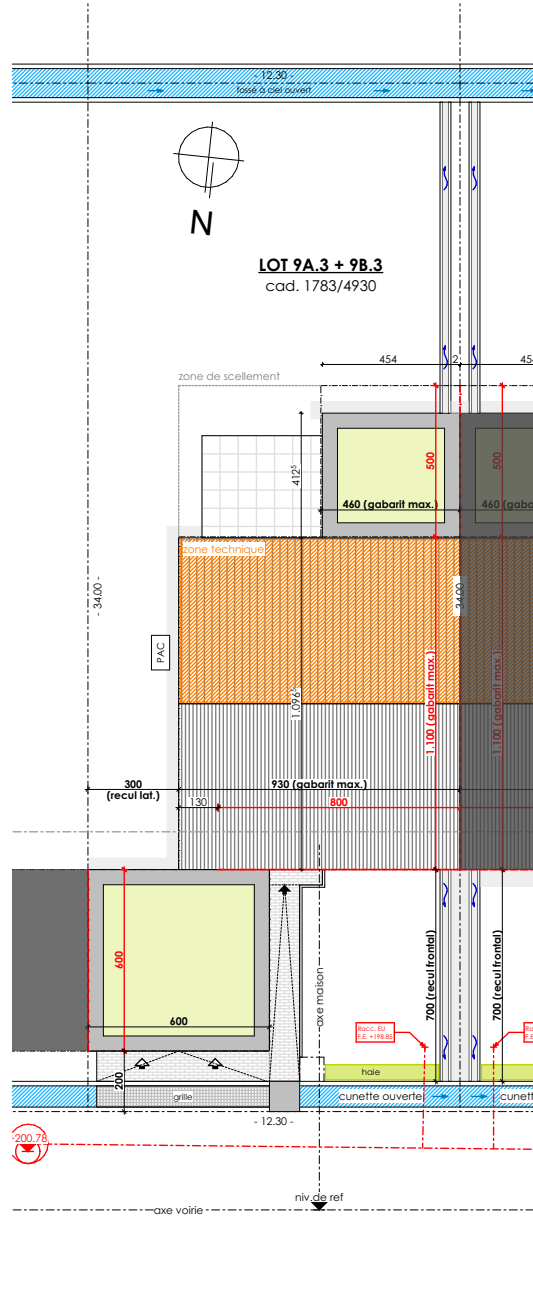 - 12.30 -
fossé à ciel ouvert
N
LOT 9A.3 + 9B.3
cad. 1783/4930
454
2
zone de scellement
500
500
412⁵
460 (gabarit max.)
460 (gaba
zone technique
- 34.00 -
34.00
PAC
1.100 (gabarit max.)
1.100 (gabarit max.)
1.096⁵
300
(recul lat.)
930 (gabarit max.)
130
800
600
600
700 (recul frontal)
700 (recul frontal)
axe maison
Racc. EU
F.E. +198.85
200
haie
grille
cunette ouverte
cunett
- 12.30 -
-200.78
niv.de ref
axe voirie